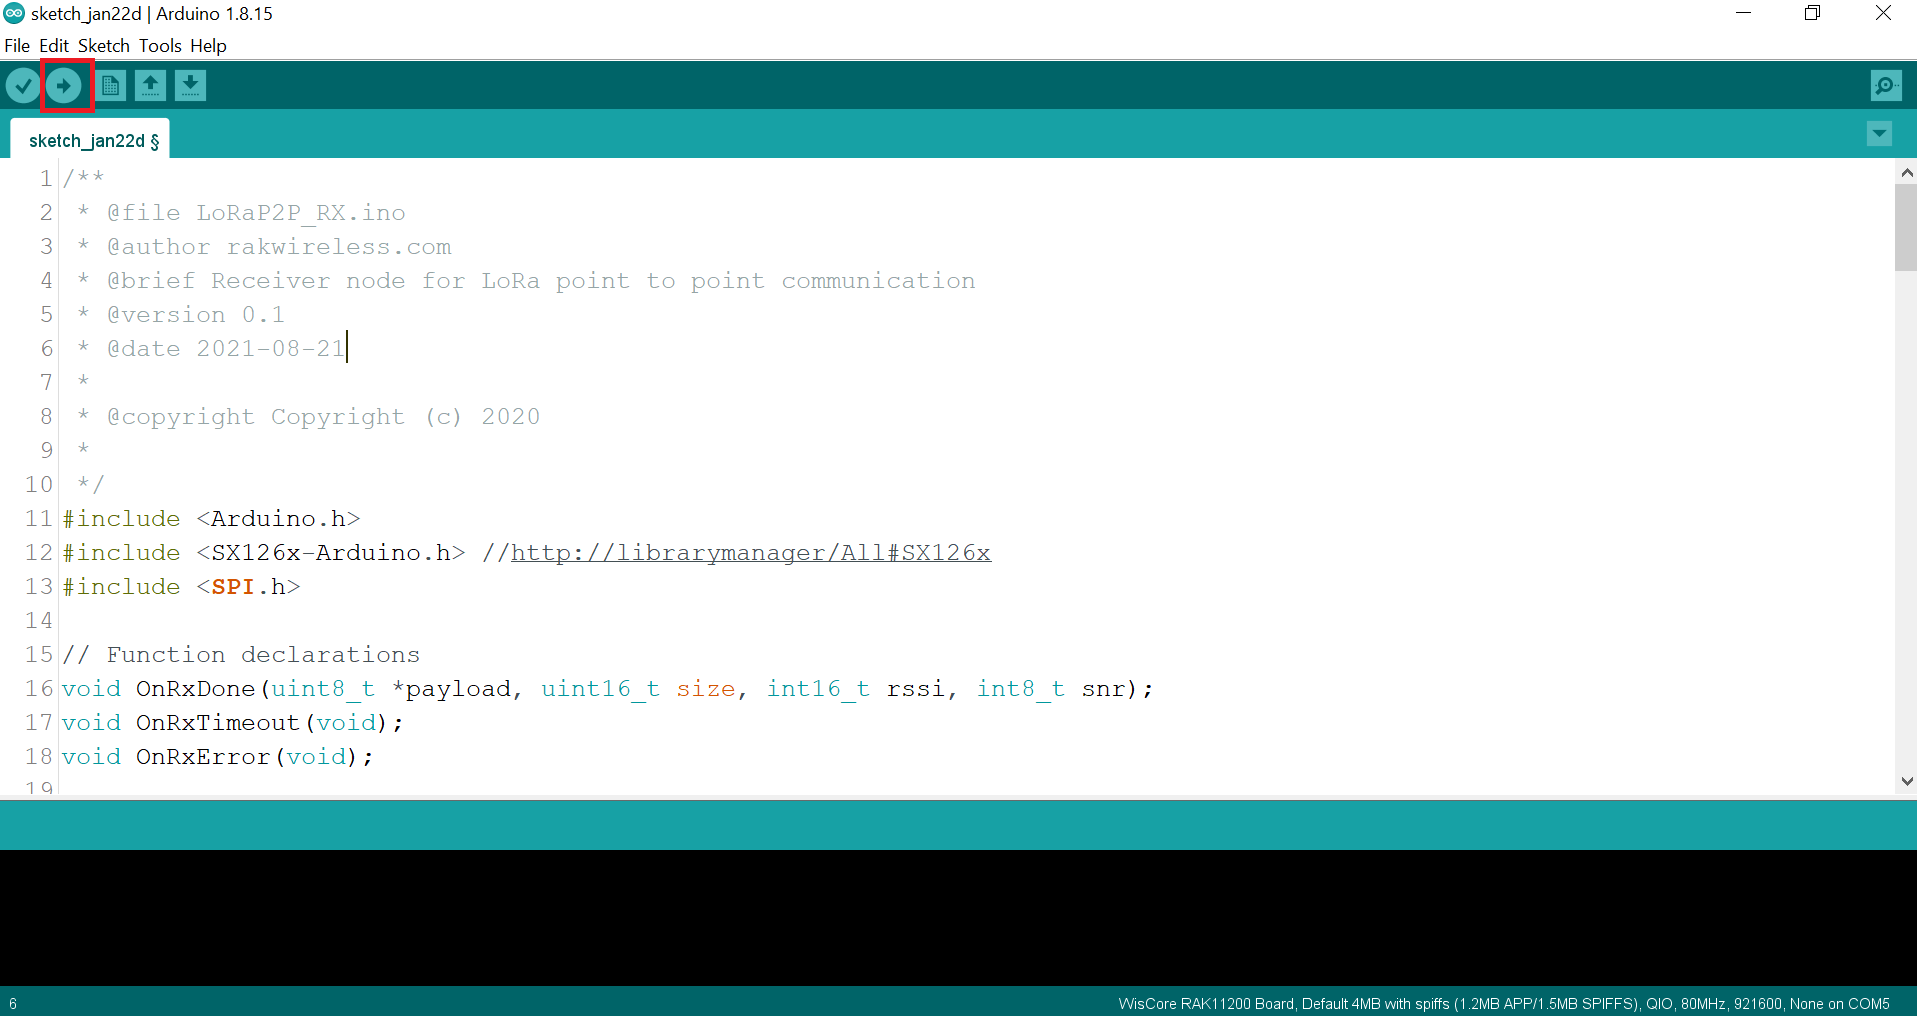 sketch_jan22d | Arduino 1.8.15
File Edit Sketch Tools Help
sketch_jan22d §
1 /**
2  * @file LoRaP2P_RX.ino
3  * @author rakwireless.com
4  * @brief Receiver node for LoRa point to point communication
5  * @version 0.1
6  * @date 2021-08-21
7  *
8  * @copyright Copyright (c) 2020
9  *
10  */
11 #include <Arduino.h>
12 #include <SX126x-Arduino.h> //http://librarymanager/All#SX126x
13 #include <SPI.h>
14
15 // Function declarations
16 void OnRxDone(uint8_t *payload, uint16_t size, int16_t rssi, int8_t snr);
17 void OnRxTimeout(void);
18 void OnRxError(void);
19
6 WisCore RAK11200 Board, Default 4MB with spiffs (1.2MB APP/1.5MB SPIFFS), QIO, 80MHz, 921600, None on COM5